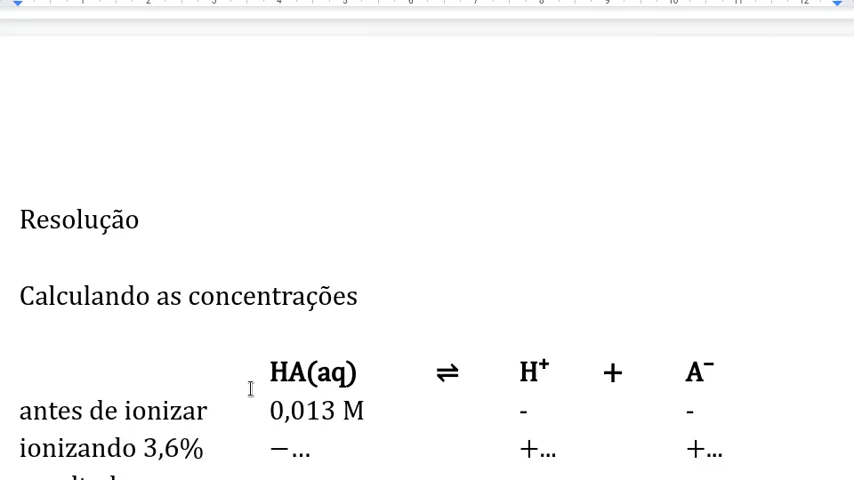 Resolução
Calculando as concentrações
HA(aq) ⇌ H⁺ + A⁻
antes de ionizar 0,013 M - -
ionizando 3,6% −... +... +...